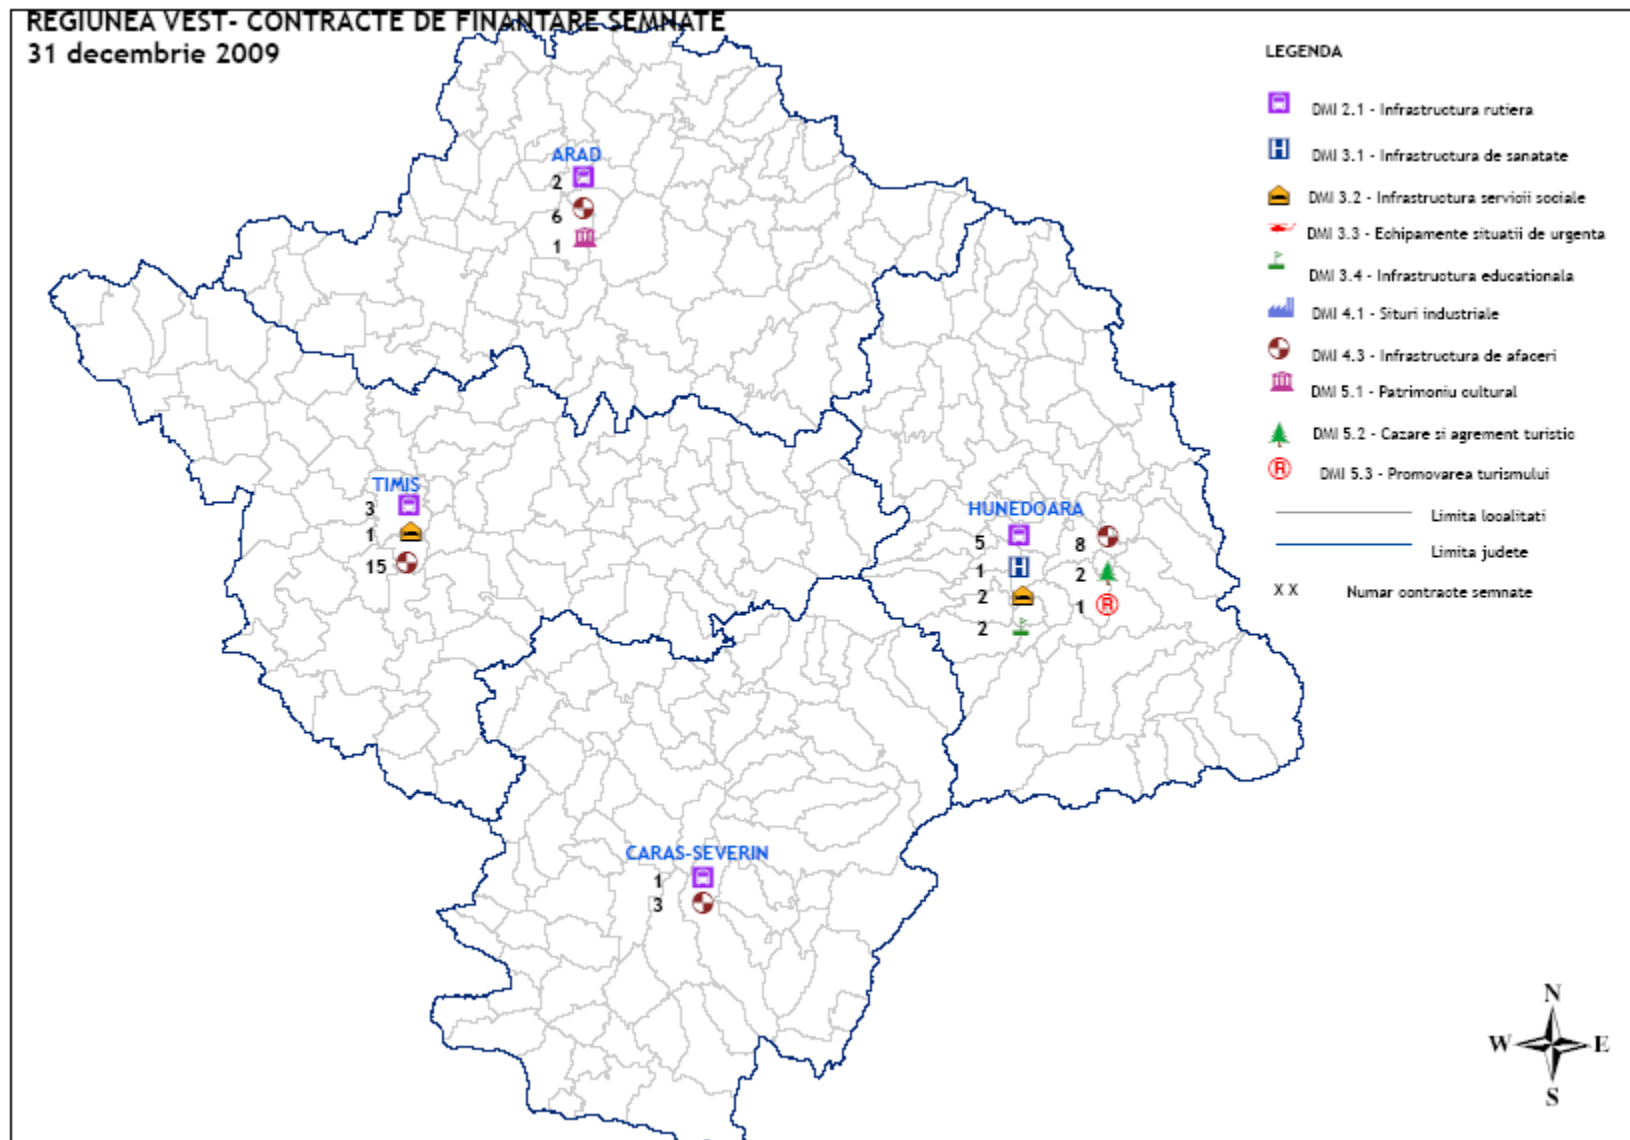 REGIUNEA VEST- CONTRACTE DE FINANTARE SEMNATE
31 decembrie 2009
LEGENDA
DMI 2.1 - Infrastructura rutiera
H DMI 3.1 - Infrastructura de sanatate
DMI 3.2 - Infrastructura servicii sociale
DMI 3.3 - Echipamente situatii de urgenta
DMI 3.4 - Infrastructura educationala
DMI 4.1 - Situri industriale
DMI 4.3 - Infrastructura de afaceri
DMI 5.1 - Patrimoniu cultural
DMI 5.2 - Cazare si agrement turistic
R DMI 5.3 - Promovarea turismului
Limita localitati
Limita judete
X X Numar contracte semnate
ARAD
2
6
1
TIMIS
3
1
15
HUNEDOARA
5 8
1 H 2
2 1 R
2
CARAS-SEVERIN
1
3
N
W E
S